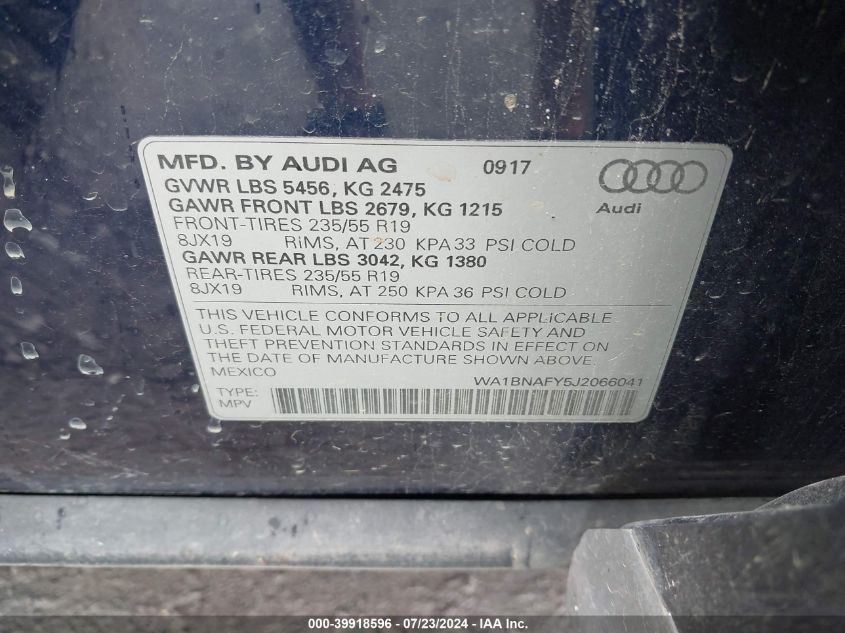 MFD. BY AUDI AG 0917
GVWR LBS 5456, KG 2475
GAWR FRONT LBS 2679, KG 1215
Audi
FRONT-TIRES 235/55 R19
8JX19 RIMS, AT 230 KPA 33 PSI COLD
GAWR REAR LBS 3042, KG 1380
REAR-TIRES 235/55 R19
8JX19 RIMS, AT 250 KPA 36 PSI COLD
THIS VEHICLE CONFORMS TO ALL APPLICABLE
U.S. FEDERAL MOTOR VEHICLE SAFETY AND
THEFT PREVENTION STANDARDS IN EFFECT ON
THE DATE OF MANUFACTURE SHOWN ABOVE.
MEXICO WA1BNAFY5J2066041
TYPE:
MPV
000-39918596 - 07/23/2024 - IAA Inc.